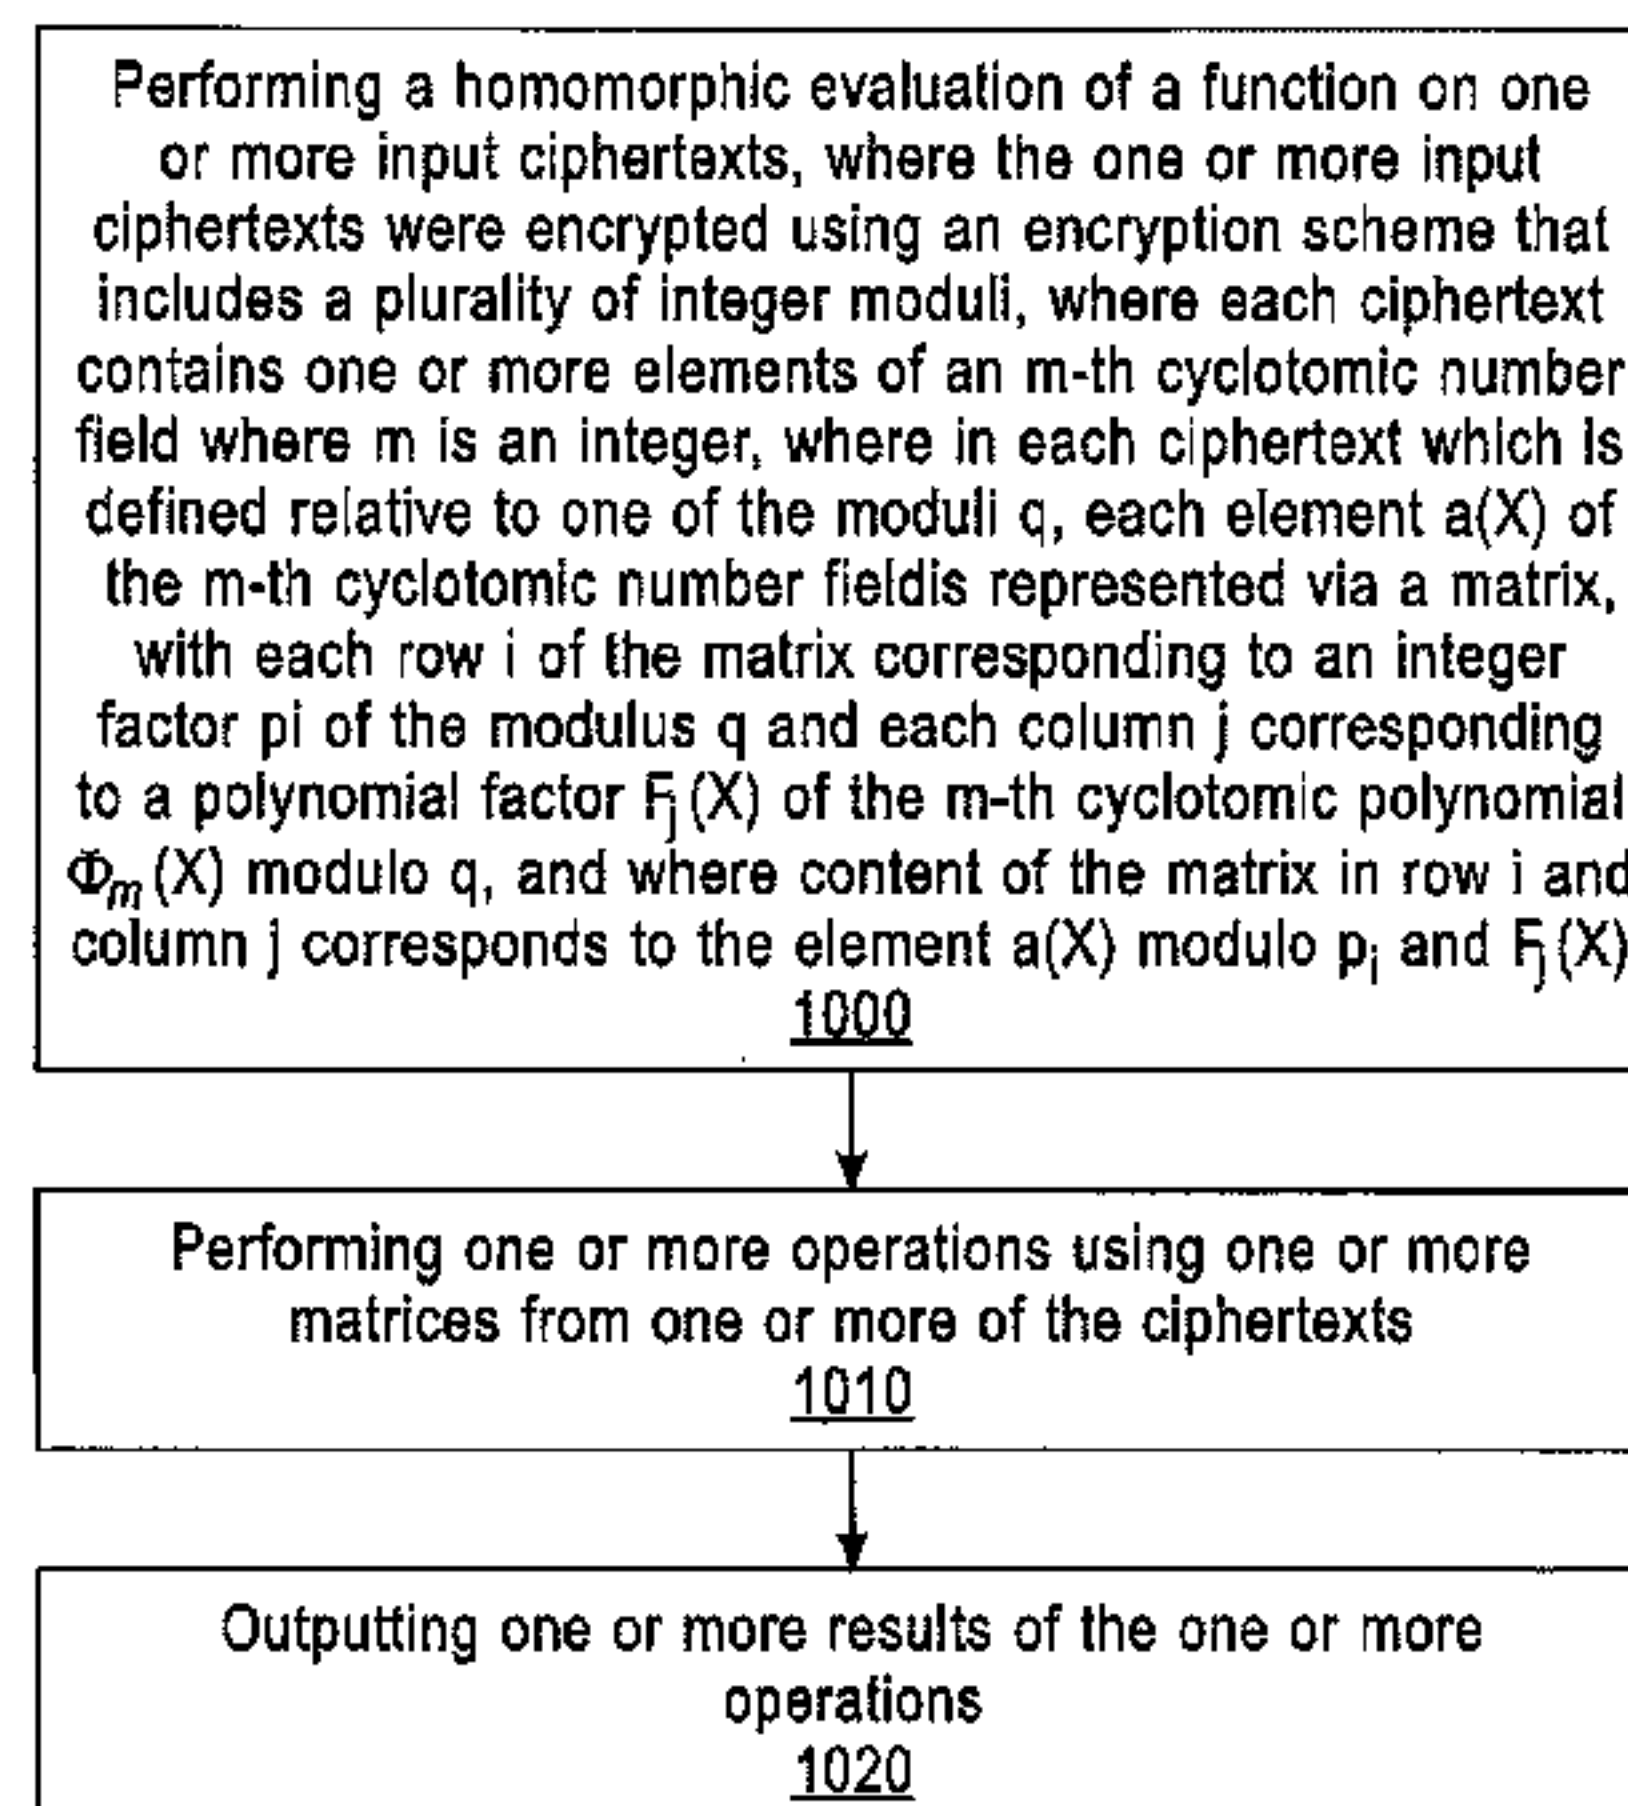 Performing a homomorphic evaluation of a function on one
or more input ciphertexts, where the one or more input
ciphertexts were encrypted using an encryption scheme that
includes a plurality of integer moduli, where each ciphertext
contains one or more elements of an m-th cyclotomic number
field where m is an integer, where in each ciphertext which is
defined relative to one of the moduli q, each element a(X) of
the m-th cyclotomic number fieldis represented via a matrix,
with each row i of the matrix corresponding to an integer
factor pi of the modulus q and each column j corresponding
to a polynomial factor F_j(X) of the m-th cyclotomic polynomial
Φ_m(X) modulo q, and where content of the matrix in row i and
column j corresponds to the element a(X) modulo p_i and F_j(X)
1000
Performing one or more operations using one or more
matrices from one or more of the ciphertexts
1010
Outputting one or more results of the one or more
operations
1020